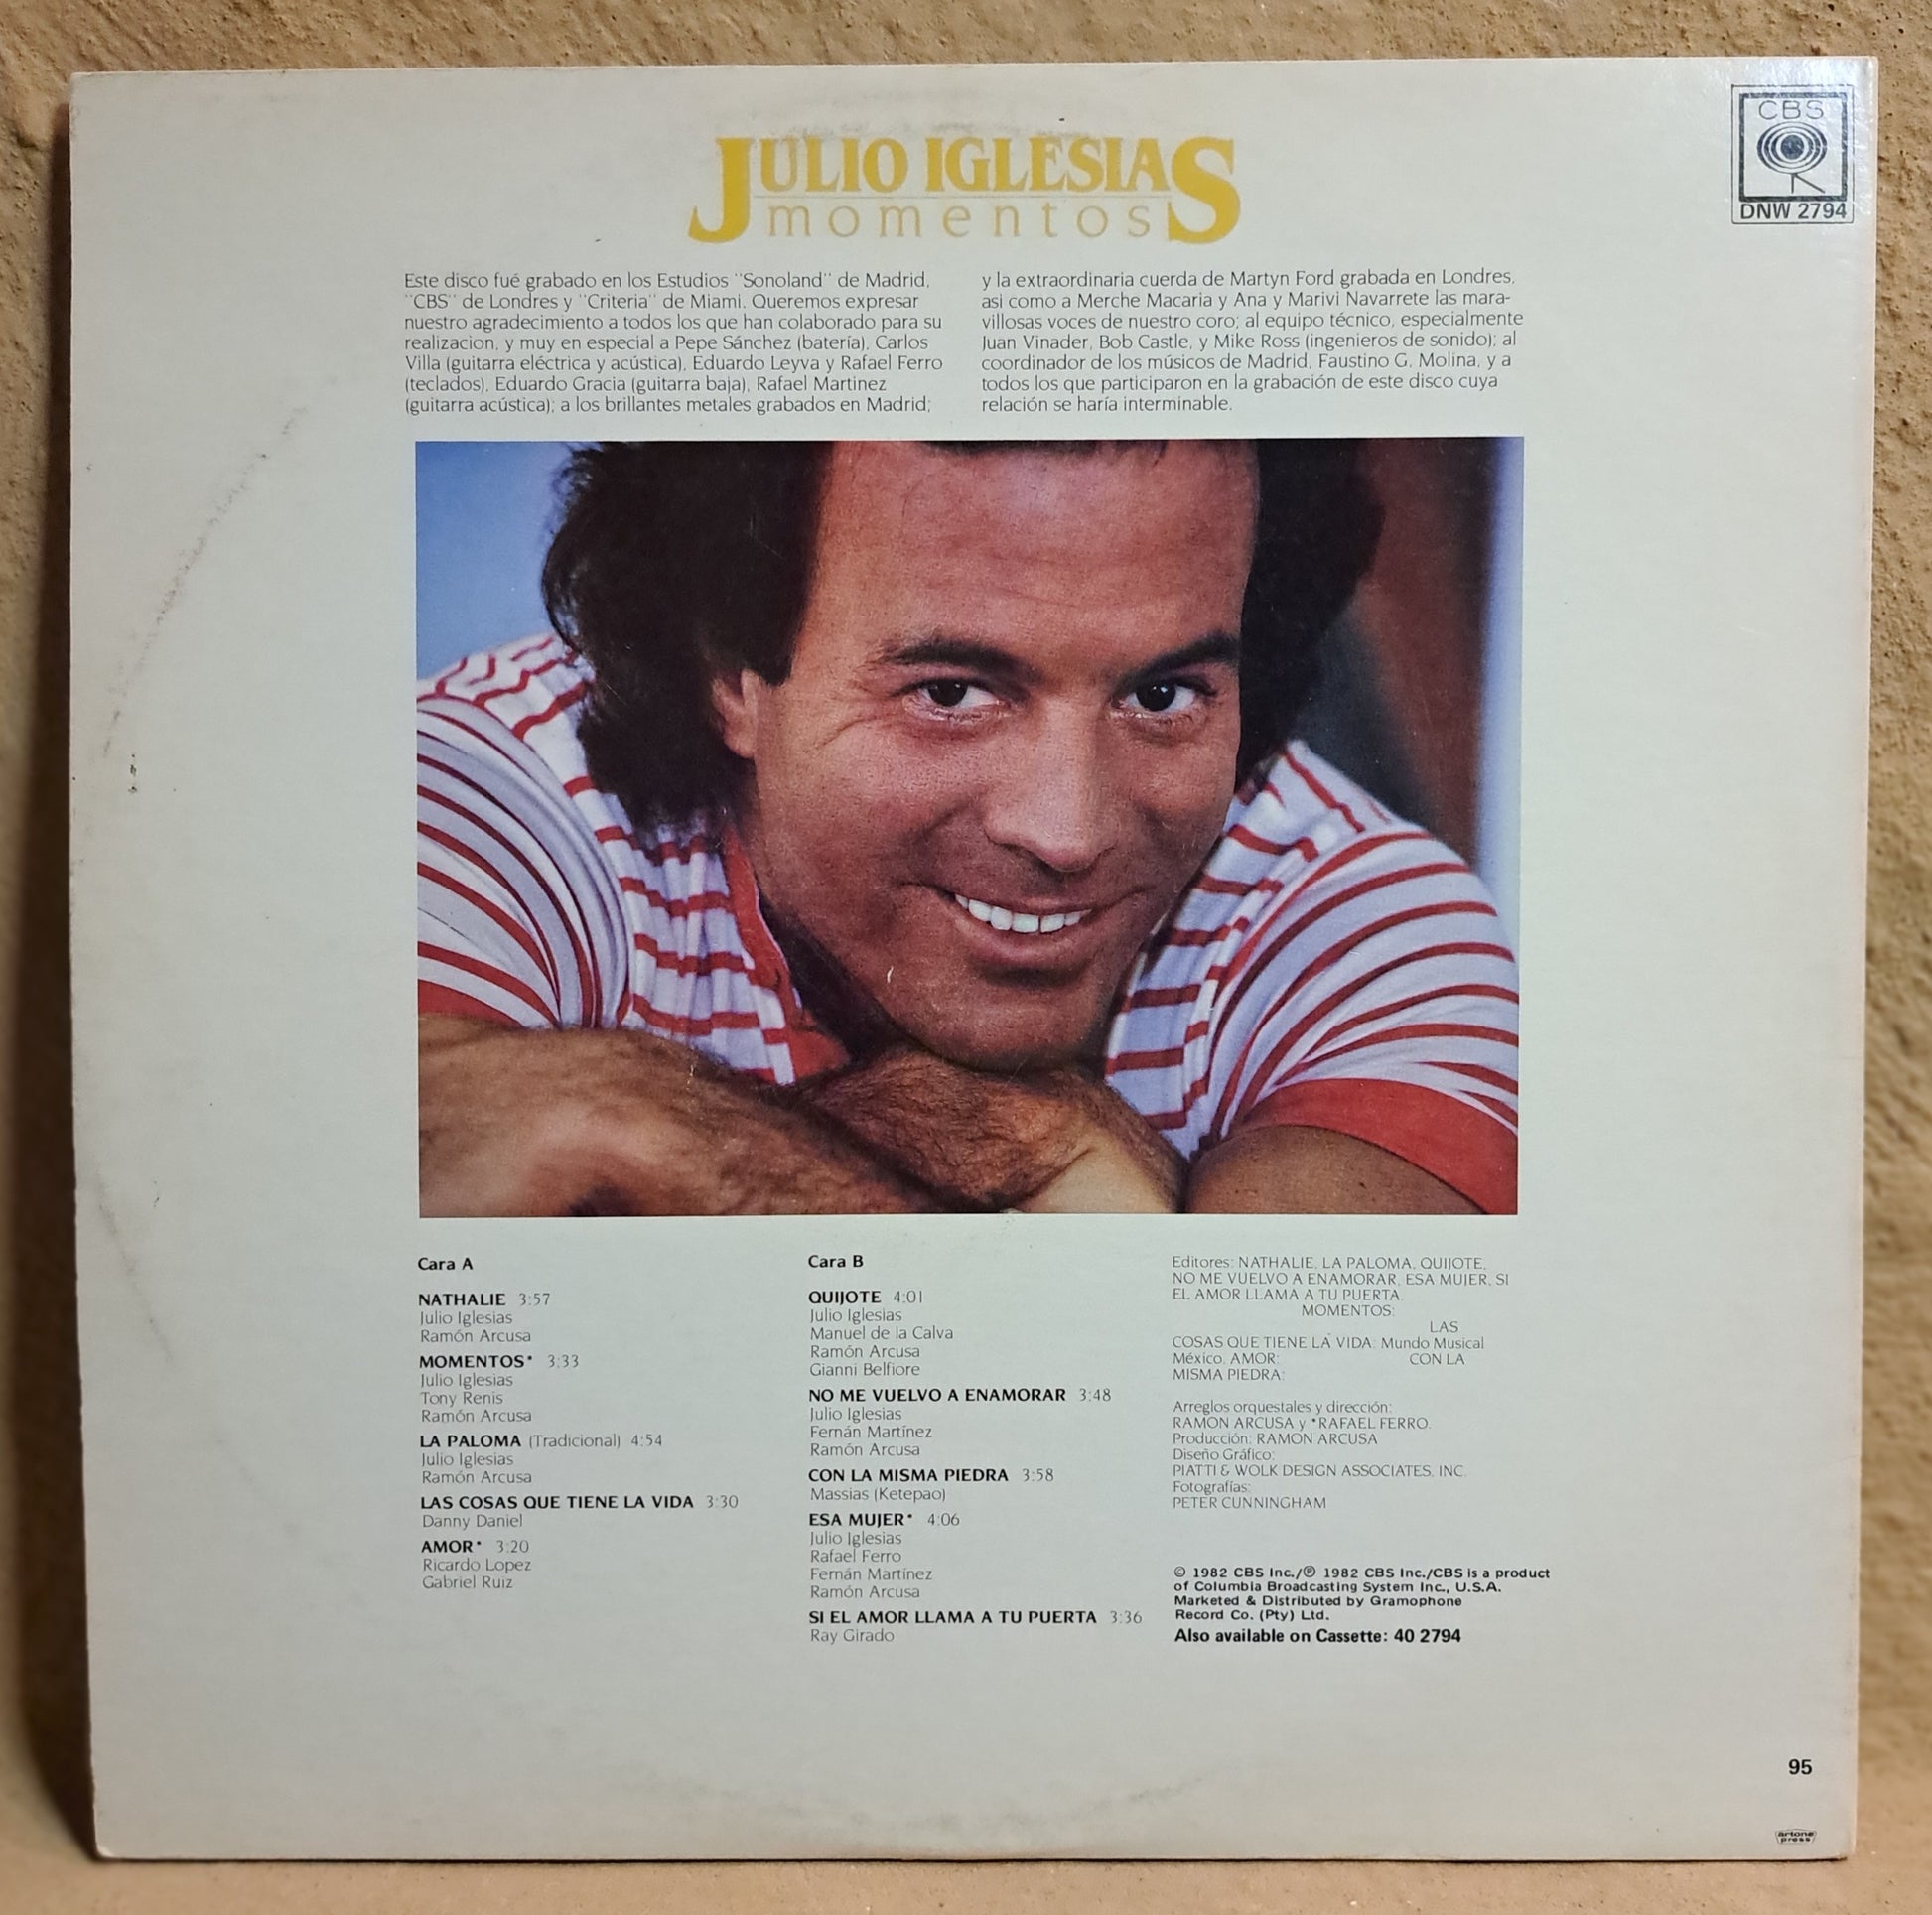 CBS
DNW 2794
JULIO IGLESIAS
momentos
Este disco fué grabado en los Estudios "Sonoland" de Madrid,
"CBS" de Londres y "Criteria" de Miami. Queremos expresar
nuestro agradecimiento a todos los que han colaborado para su
realizacion, y muy en especial a Pepe Sánchez (batería), Carlos
Villa (guitarra eléctrica y acústica), Eduardo Leyva y Rafael Ferro
(teclados), Eduardo Gracia (guitarra baja), Rafael Martinez
(guitarra acústica); a los brillantes metales grabados en Madrid;
y la extraordinaria cuerda de Martyn Ford grabada en Londres,
asi como a Merche Macaria y Ana y Marivi Navarrete las mara-
villosas voces de nuestro coro; al equipo técnico, especialmente
Juan Vinader, Bob Castle, y Mike Ross (ingenieros de sonido); al
coordinador de los músicos de Madrid, Faustino G. Molina, y a
todos los que participaron en la grabación de este disco cuya
relación se haría interminable.
Cara A
NATHALIE 3:57
Julio Iglesias
Ramón Arcusa
MOMENTOS* 3:33
Julio Iglesias
Tony Renis
Ramón Arcusa
LA PALOMA (Tradicional) 4:54
Julio Iglesias
Ramón Arcusa
LAS COSAS QUE TIENE LA VIDA 3:30
Danny Daniel
AMOR* 3:20
Ricardo Lopez
Gabriel Ruiz
Cara B
QUIJOTE 4:01
Julio Iglesias
Manuel de la Calva
Ramón Arcusa
Gianni Belfiore
NO ME VUELVO A ENAMORAR 3:48
Julio Iglesias
Fernán Martínez
Ramón Arcusa
CON LA MISMA PIEDRA 3:58
Massias (Ketepao)
ESA MUJER* 4:06
Julio Iglesias
Rafael Ferro
Fernán Martínez
Ramón Arcusa
SI EL AMOR LLAMA A TU PUERTA 3:36
Ray Girado
Editores: NATHALIE, LA PALOMA, QUIJOTE,
NO ME VUELVO A ENAMORAR, ESA MUJER, SI
EL AMOR LLAMA A TU PUERTA.
MOMENTOS:
LAS
COSAS QUE TIENE LA VIDA: Mundo Musical
México. AMOR: CON LA
MISMA PIEDRA:
Arreglos orquestales y dirección:
RAMON ARCUSA y *RAFAEL FERRO.
Producción: RAMON ARCUSA
Diseño Gráfico:
PIATTI & WOLK DESIGN ASSOCIATES, INC.
Fotografías:
PETER CUNNINGHAM
© 1982 CBS Inc./℗ 1982 CBS Inc./CBS is a product
of Columbia Broadcasting System Inc., U.S.A.
Marketed & Distributed by Gramophone
Record Co. (Pty) Ltd.
Also available on Cassette: 40 2794
95
artone
press